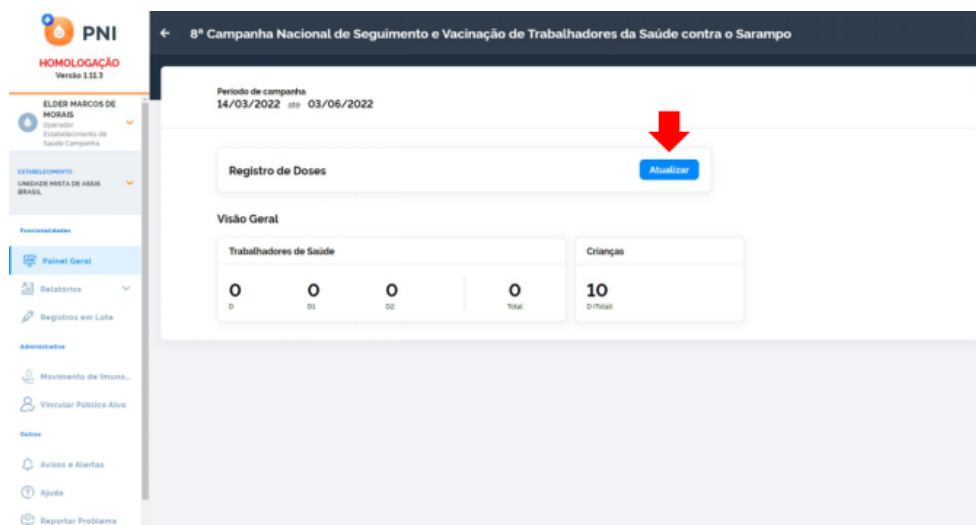 PNI
HOMOLOGAÇÃO
Versão 1.11.3
ELDER MARCOS DE
MORAIS
Operador
Estabelecimento de
Saúde Campanha
ESTABELECIMENTO
UNIDADE MISTA DE ASSIS
BRASIL
Funcionalidades
Painel Geral
Relatórios
Registros em Lote
Administrativo
Movimento de Imuno...
Vincular Público Alvo
Outros
Avisos e Alertas
Ajuda
Reportar Problema
8ª Campanha Nacional de Seguimento e Vacinação de Trabalhadores da Saúde contra o Sarampo
Período de campanha
14/03/2022 até 03/06/2022
Registro de Doses
Atualizar
Visão Geral
Trabalhadores de Saúde
0 0 0 0
D D1 D2 Total
Crianças
10
D (Total)